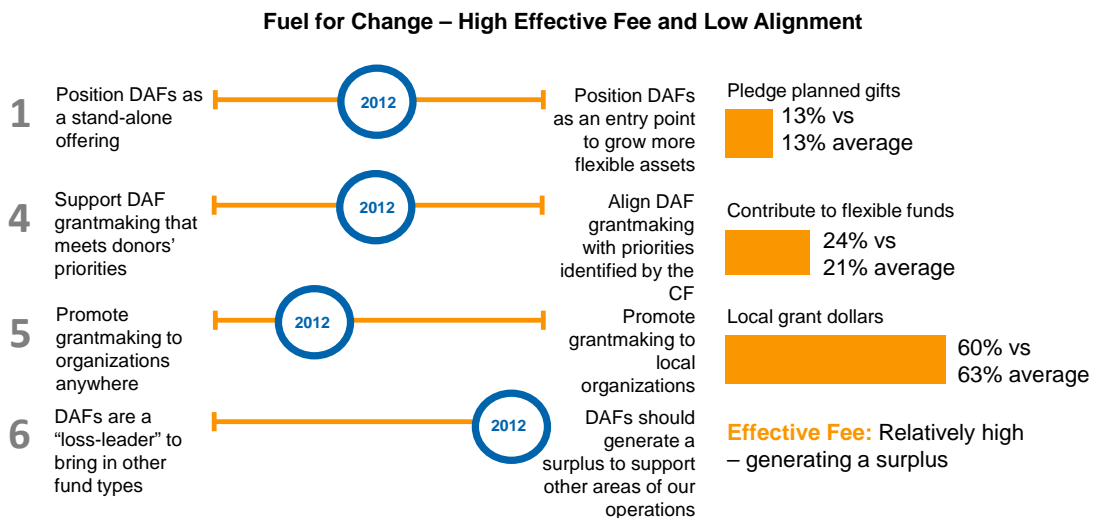 Fuel for Change – High Effective Fee and Low Alignment
1
Position DAFs as
a stand-alone
offering
2012
Position DAFs
as an entry point
to grow more
flexible assets
Pledge planned gifts
13% vs
13% average
4
Support DAF
grantmaking that
meets donors’
priorities
2012
Align DAF
grantmaking
with priorities
identified by the
CF
Contribute to flexible funds
24% vs
21% average
5
Promote
grantmaking to
organizations
anywhere
2012
Promote
grantmaking to
local
organizations
Local grant dollars
60% vs
63% average
6
DAFs are a
“loss-leader” to
bring in other
fund types
2012
DAFs should
generate a
surplus to support
other areas of our
operations
Effective Fee: Relatively high
– generating a surplus